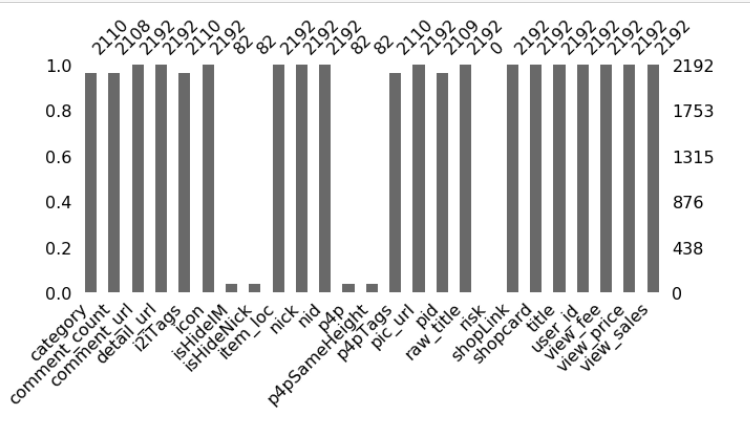 2110
2108
2192
2192
2110
2192
82
82
2192
2192
2192
82
82
2110
2192
2109
2192
0
2192
2192
2192
2192
2192
2192
2192
1.0
2192
0.8
1753
0.6
1315
0.4
876
0.2
438
0.0
0
category
comment_count
comment_url
detail_url
i2iTags
icon
isHideIM
isHideNick
item_loc
nick
nid
p4p
p4pSameHeight
p4pTags
pic_url
pid
raw_title
risk
shopLink
shopcard
title
user_id
view_fee
view_price
view_sales